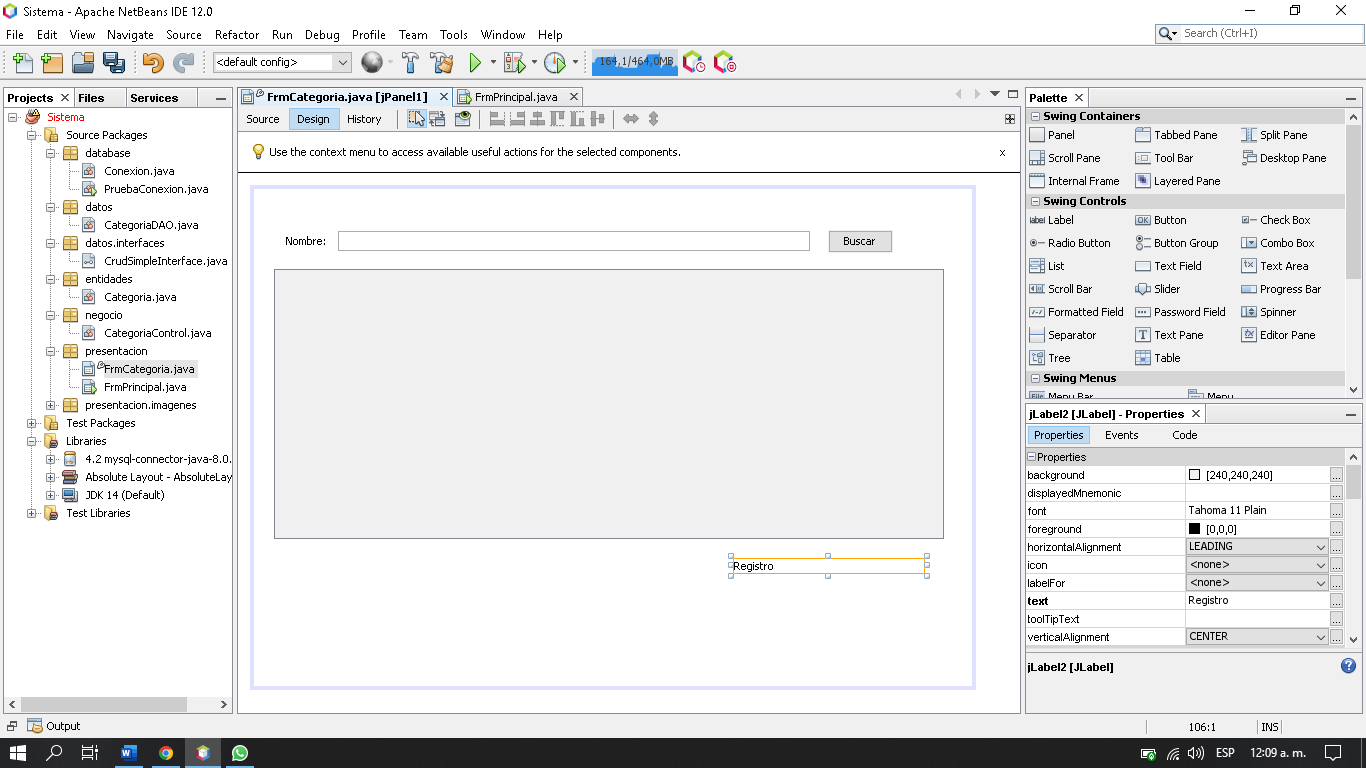 Sistema - Apache NetBeans IDE 12.0
File Edit View Navigate Source Refactor Run Debug Profile Team Tools Window Help
Search (Ctrl+I)
<default config>
164,1/464,0MB
Projects Files Services
Sistema
Source Packages
database
Conexion.java
PruebaConexion.java
datos
CategoriaDAO.java
datos.interfaces
CrudSimpleInterface.java
entidades
Categoria.java
negocio
CategoriaControl.java
presentacion
FrmCategoria.java
FrmPrincipal.java
presentacion.imagenes
Test Packages
Libraries
4.2 mysql-connector-java-8.0.
Absolute Layout - AbsoluteLay
JDK 14 (Default)
Test Libraries
FrmCategoria.java [jPanel1] FrmPrincipal.java
Source Design History
Use the context menu to access available useful actions for the selected components. x
Nombre: Buscar
Registro
Palette
Swing Containers
Panel Tabbed Pane Split Pane
Scroll Pane Tool Bar Desktop Pane
Internal Frame Layered Pane
Swing Controls
label Label OK Button Check Box
Radio Button Button Group Combo Box
List Text Field tx Text Area
Scroll Bar Slider Progress Bar
Formatted Field Password Field Spinner
Separator T Text Pane Editor Pane
Tree Table
Swing Menus
Menu Bar Menu
jLabel2 [JLabel] - Properties
Properties Events Code
Properties
background [240,240,240] ...
displayedMnemonic ...
font Tahoma 11 Plain ...
foreground [0,0,0] ...
horizontalAlignment LEADING ...
icon <none> ...
labelFor <none> ...
text Registro ...
toolTipText ...
verticalAlignment CENTER ...
jLabel2 [JLabel] ?
Output
106:1 INS
W ESP 12:09 a. m.